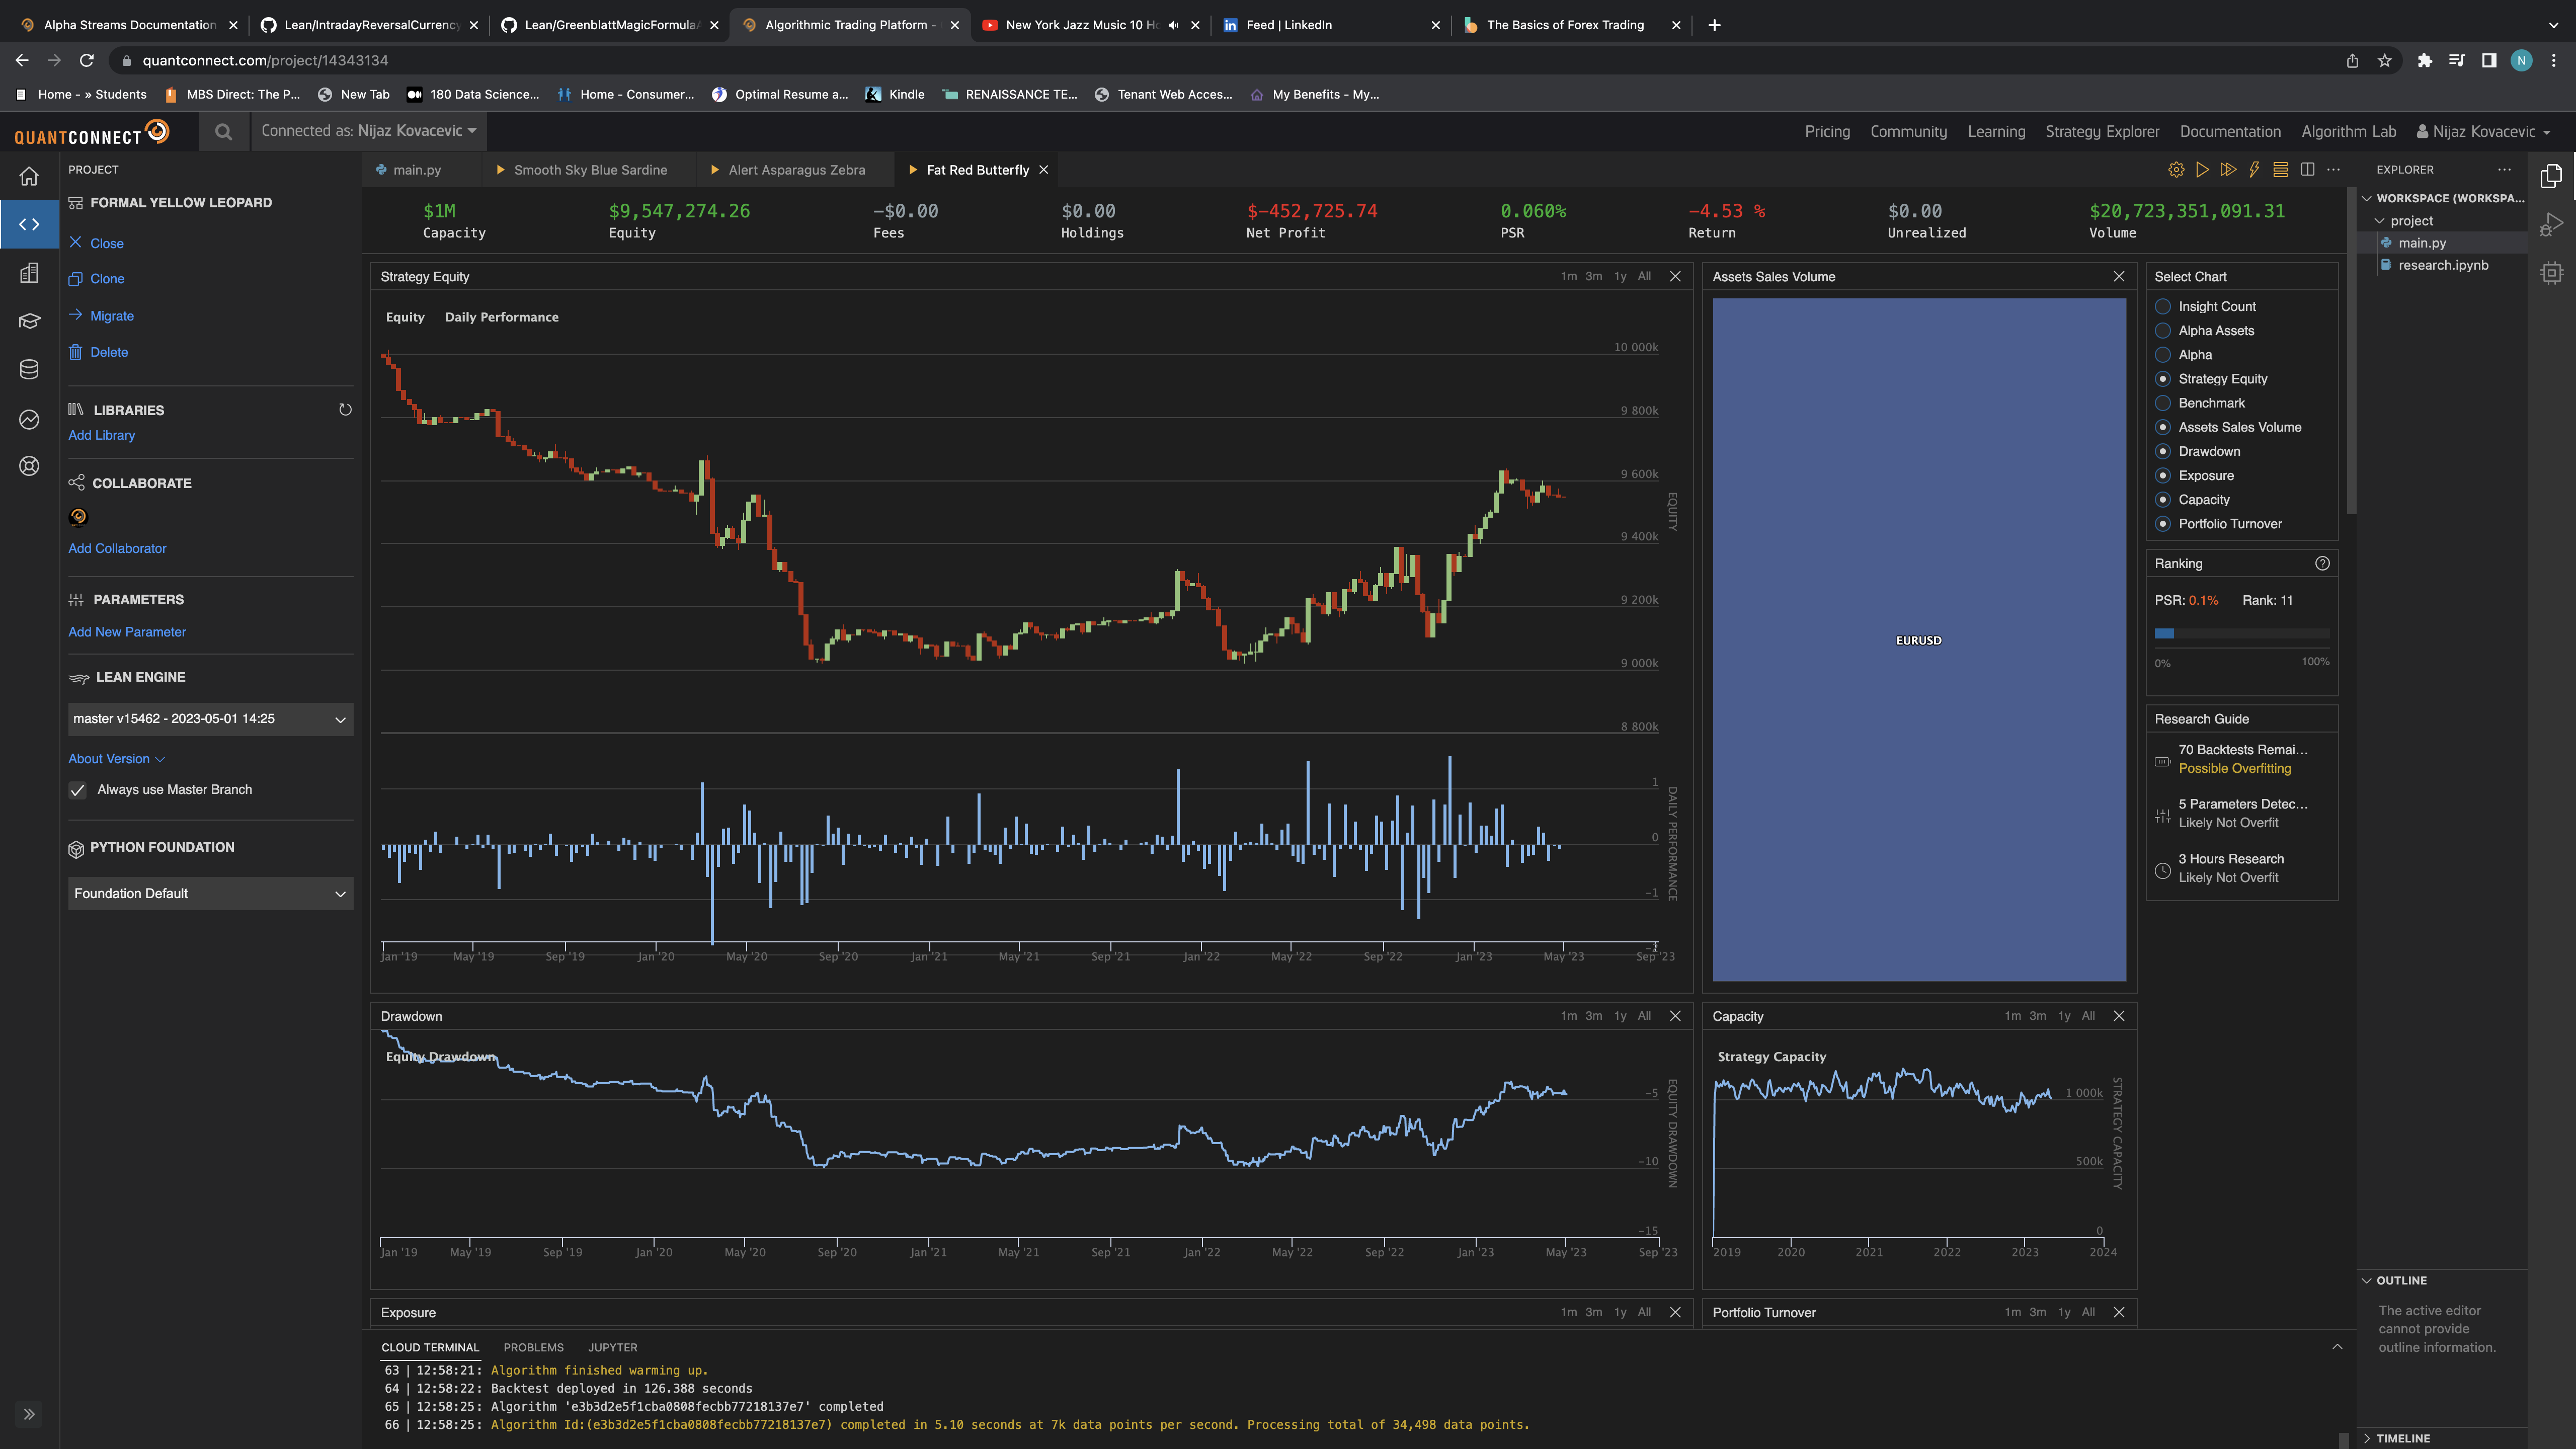 Alpha Streams Documentation
Lean/IntradayReversalCurrency
Lean/GreenblattMagicFormulaA
Algorithmic Trading Platform -
New York Jazz Music 10 Ho
Feed | LinkedIn
The Basics of Forex Trading
quantconnect.com/project/14343134
N
Home - » Students
MBS Direct: The P...
New Tab
180 Data Science...
Home - Consumer...
Optimal Resume a...
Kindle
RENAISSANCE TE...
Tenant Web Acces...
My Benefits - My...
QUANTCONNECT
Connected as: Nijaz Kovacevic
Pricing
Community
Learning
Strategy Explorer
Documentation
Algorithm Lab
Nijaz Kovacevic
PROJECT
FORMAL YELLOW LEOPARD
Close
Clone
Migrate
Delete
LIBRARIES
Add Library
COLLABORATE
Add Collaborator
PARAMETERS
Add New Parameter
LEAN ENGINE
master v15462 - 2023-05-01 14:25
About Version
Always use Master Branch
PYTHON FOUNDATION
Foundation Default
main.py
Smooth Sky Blue Sardine
Alert Asparagus Zebra
Fat Red Butterfly
$1M
Capacity
$9,547,274.26
Equity
-$0.00
Fees
$0.00
Holdings
$-452,725.74
Net Profit
0.060%
PSR
-4.53 %
Return
$0.00
Unrealized
$20,723,351,091.31
Volume
Strategy Equity
1m 3m 1y All
Equity Daily Performance
10 000k
9 800k
9 600k
9 400k
9 200k
9 000k
8 800k
EQUITY
1
0
-1
-2
DAILY PERFORMANCE
Jan '19 May '19 Sep '19 Jan '20 May '20 Sep '20 Jan '21 May '21 Sep '21 Jan '22 May '22 Sep '22 Jan '23 May '23 Sep '23
Assets Sales Volume
EURUSD
Select Chart
Insight Count
Alpha Assets
Alpha
Strategy Equity
Benchmark
Assets Sales Volume
Drawdown
Exposure
Capacity
Portfolio Turnover
Ranking
PSR: 0.1% Rank: 11
0% 100%
Research Guide
70 Backtests Remai...
Possible Overfitting
5 Parameters Detec...
Likely Not Overfit
3 Hours Research
Likely Not Overfit
Drawdown
1m 3m 1y All
Equity Drawdown
-5
-10
-15
EQUITY DRAWDOWN
Jan '19 May '19 Sep '19 Jan '20 May '20 Sep '20 Jan '21 May '21 Sep '21 Jan '22 May '22 Sep '22 Jan '23 May '23 Sep '23
Capacity
1m 3m 1y All
Strategy Capacity
1 000k
500k
0
STRATEGY CAPACITY
2019 2020 2021 2022 2023 2024
Exposure
1m 3m 1y All
Portfolio Turnover
1m 3m 1y All
CLOUD TERMINAL
PROBLEMS
JUPYTER
63 | 12:58:21: Algorithm finished warming up.
64 | 12:58:22: Backtest deployed in 126.388 seconds
65 | 12:58:25: Algorithm 'e3b3d2e5f1cba0808fecbb77218137e7' completed
66 | 12:58:25: Algorithm Id:(e3b3d2e5f1cba0808fecbb77218137e7) completed in 5.10 seconds at 7k data points per second. Processing total of 34,498 data points.
EXPLORER
WORKSPACE (WORKSPA...
project
main.py
research.ipynb
OUTLINE
The active editor
cannot provide
outline information.
TIMELINE